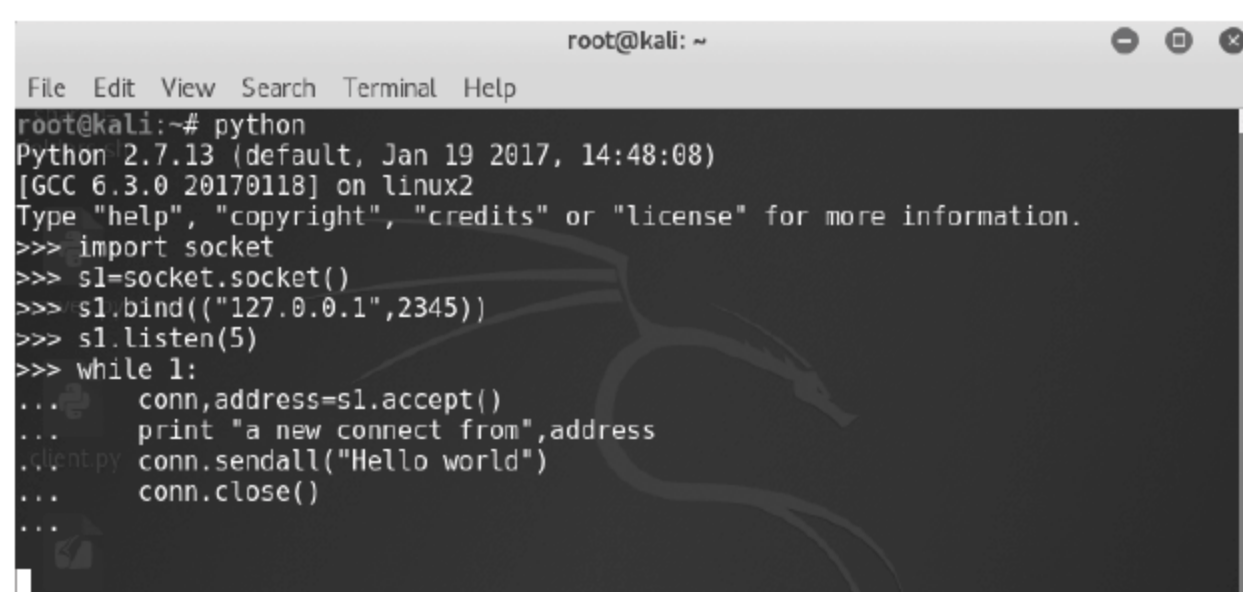 root@kali: ~
File Edit View Search Terminal Help
root@kali:~# python
Python 2.7.13 (default, Jan 19 2017, 14:48:08)
[GCC 6.3.0 20170118] on linux2
Type "help", "copyright", "credits" or "license" for more information.
>>> import socket
>>> s1=socket.socket()
>>> s1.bind(("127.0.0.1",2345))
>>> s1.listen(5)
>>> while 1:
...     conn,address=s1.accept()
...     print "a new connect from",address
...     conn.sendall("Hello world")
client.py
...     conn.close()
...